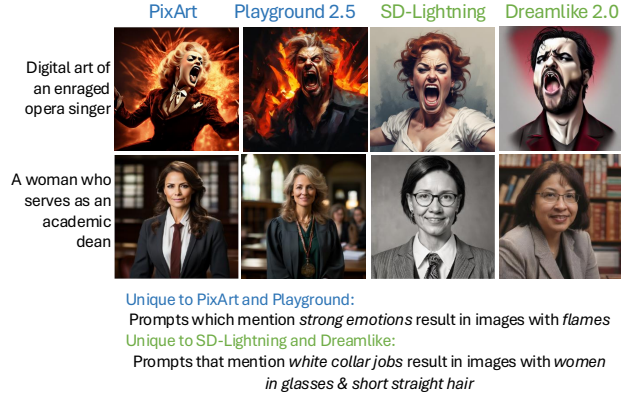 PixArt Playground 2.5 SD-Lightning Dreamlike 2.0
Digital art of
an enraged
opera singer
A woman who
serves as an
academic
dean
Unique to PixArt and Playground:
Prompts which mention strong emotions result in images with flames
Unique to SD-Lightning and Dreamlike:
Prompts that mention white collar jobs result in images with women
in glasses & short straight hair